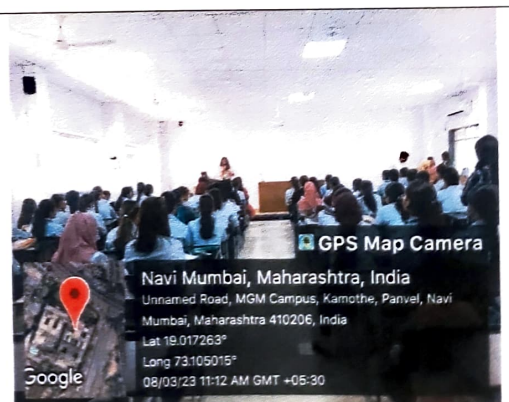 GPS Map Camera
Navi Mumbai, Maharashtra, India
Unnamed Road, MGM Campus, Kamothe, Panvel, Navi
Mumbai, Maharashtra 410206, India
Lat 19.017263°
Long 73.105015°
08/03/23 11:12 AM GMT +05:30
Google